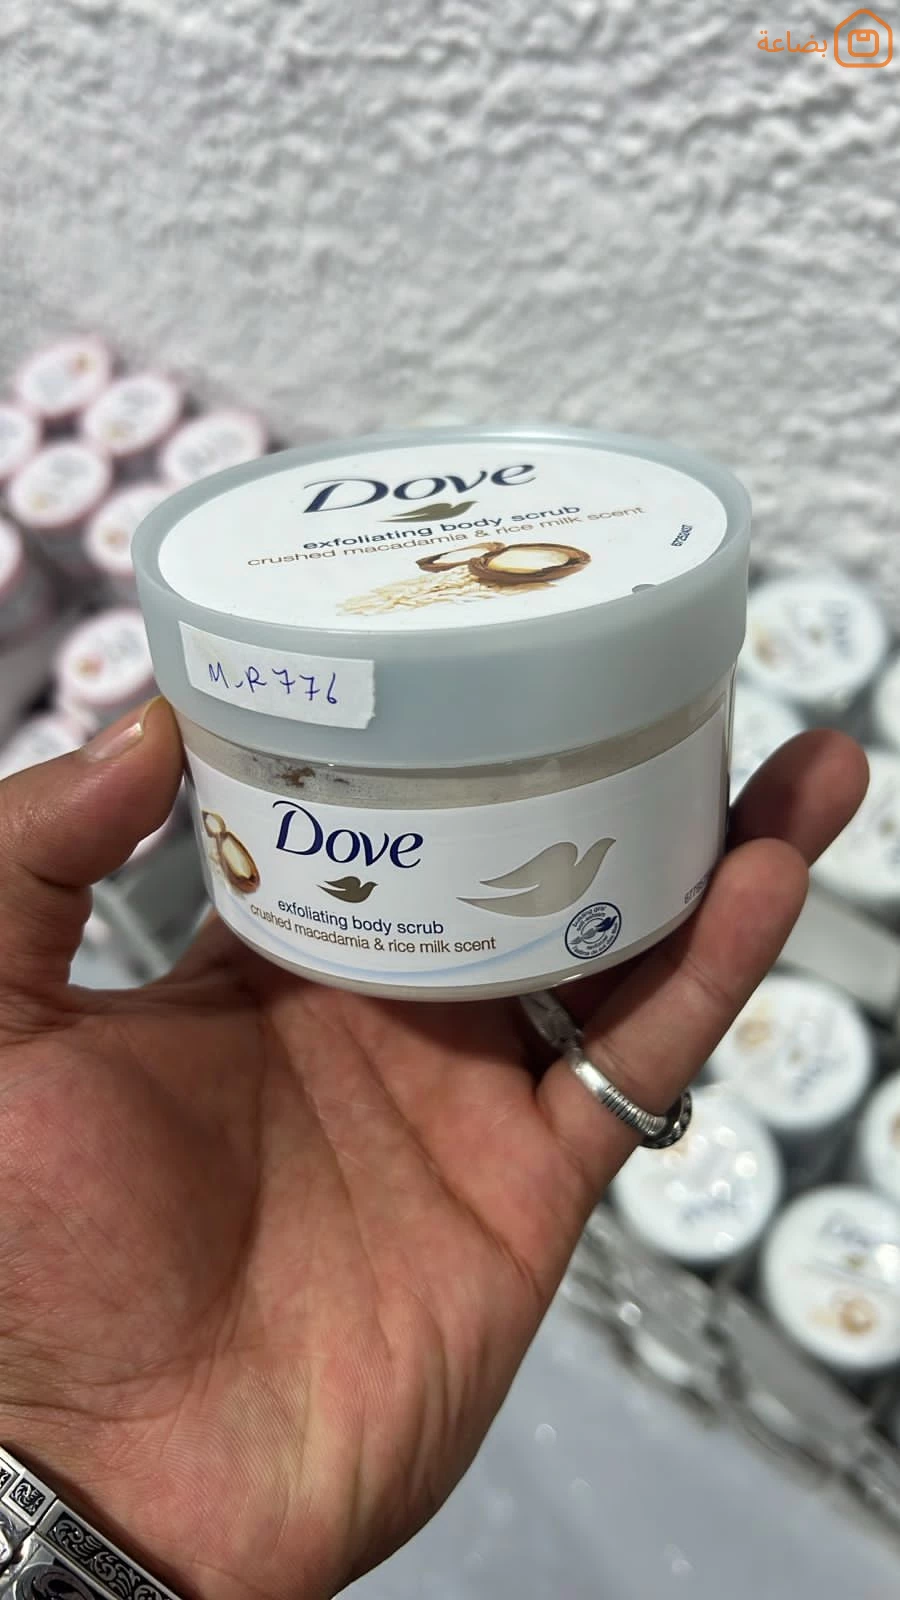 بضاعة
Dove
exfoliating body scrub
crushed macadamia & rice milk scent
M.R776
Dove
exfoliating body scrub
crushed macadamia & rice milk scent